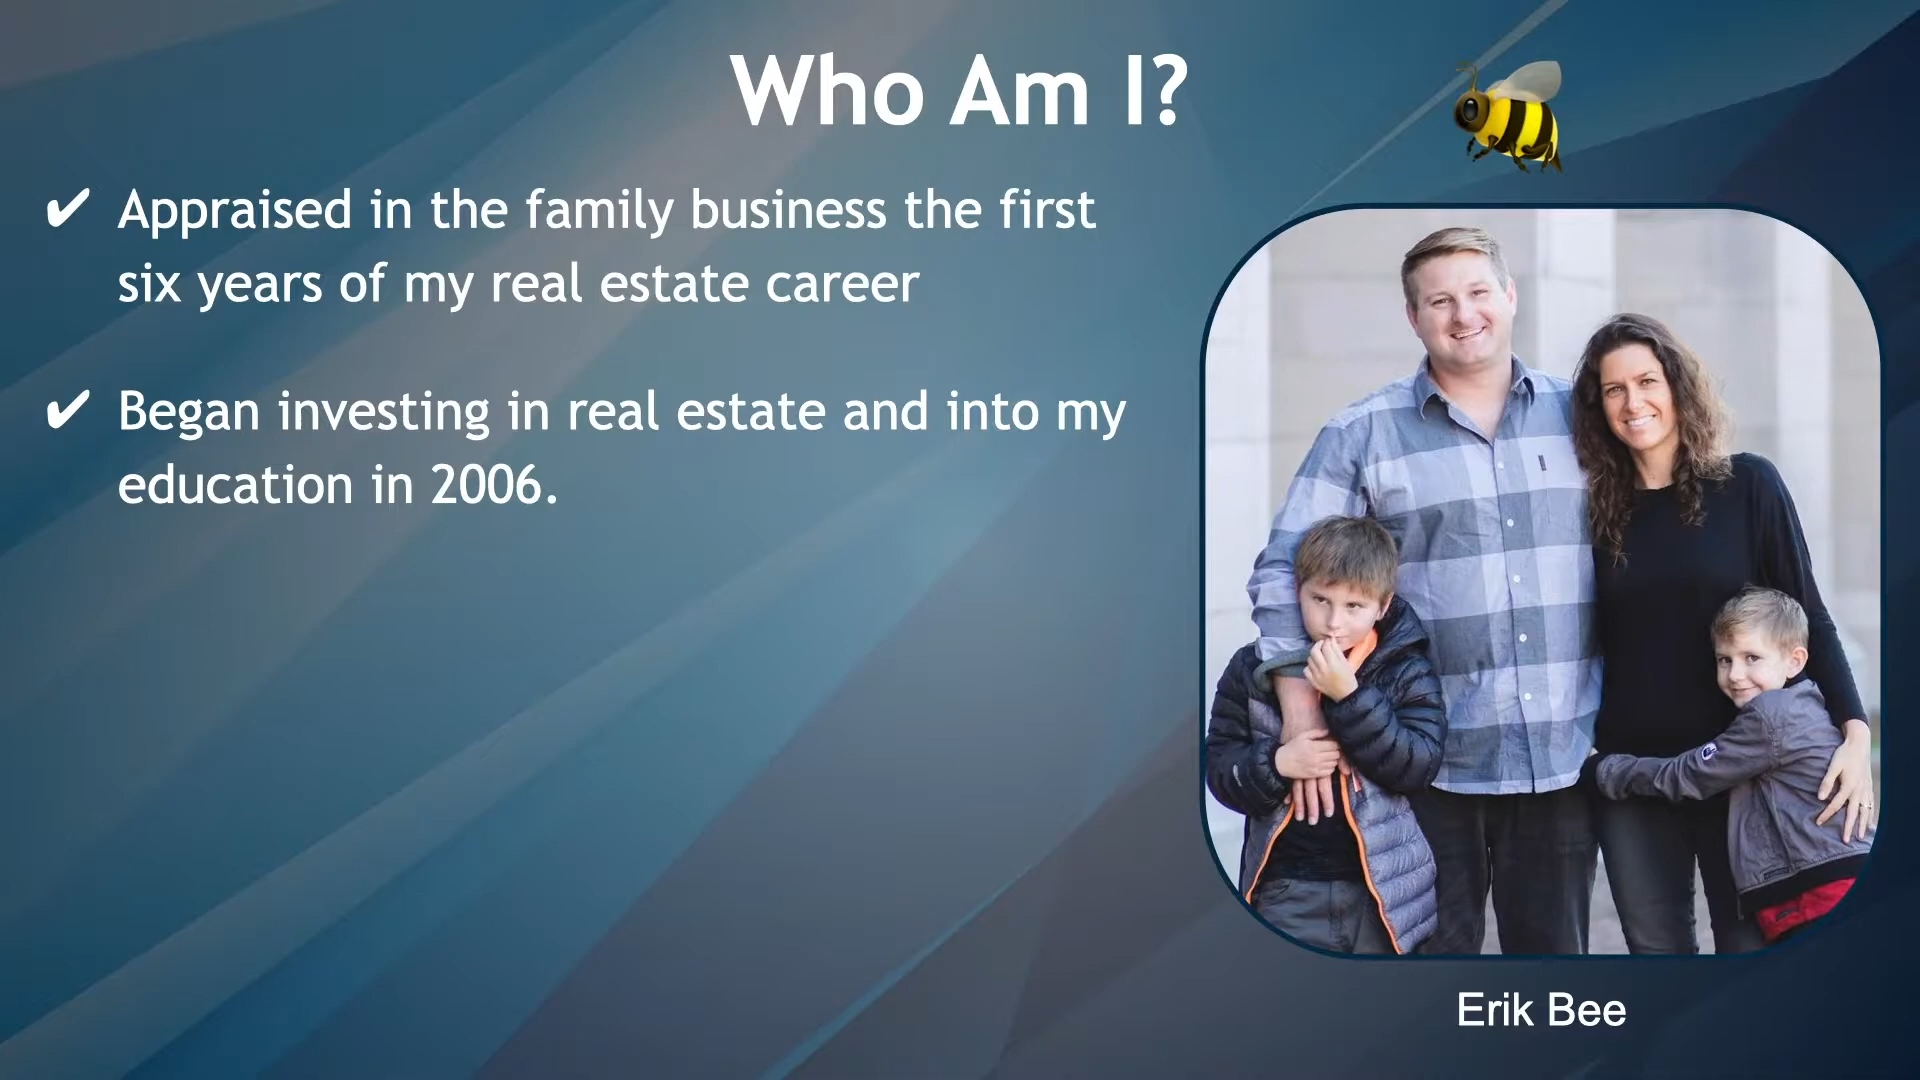 Who Am I?
✔ Appraised in the family business the first
six years of my real estate career
✔ Began investing in real estate and into my
education in 2006.
Erik Bee